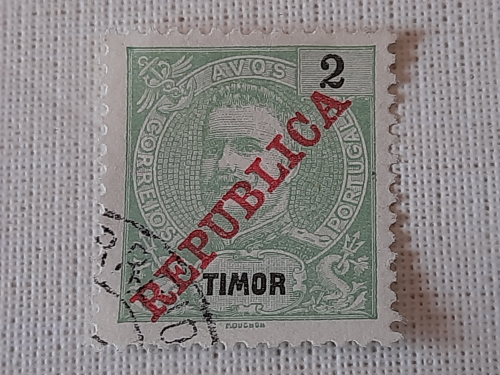 AVOS
2
CORREIOS
PORTUGAL
REPUBLICA
TIMOR
MOUCHON